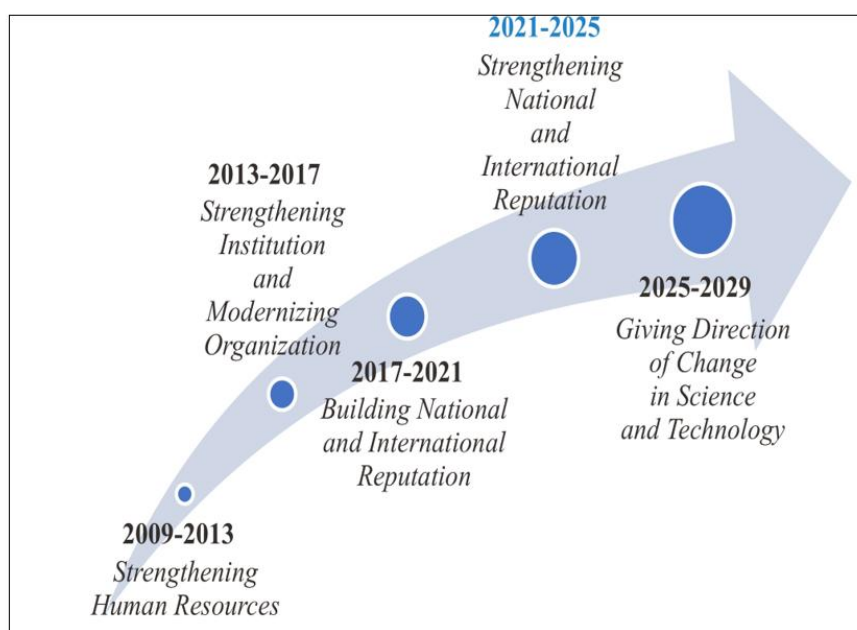 2009-2013
Strengthening
Human Resources
2013-2017
Strengthening
Institution
and
Modernizing
Organization
2017-2021
Building National
and International
Reputation
2021-2025
Strengthening
National
and
International
Reputation
2025-2029
Giving Direction
of Change
in Science
and Technology